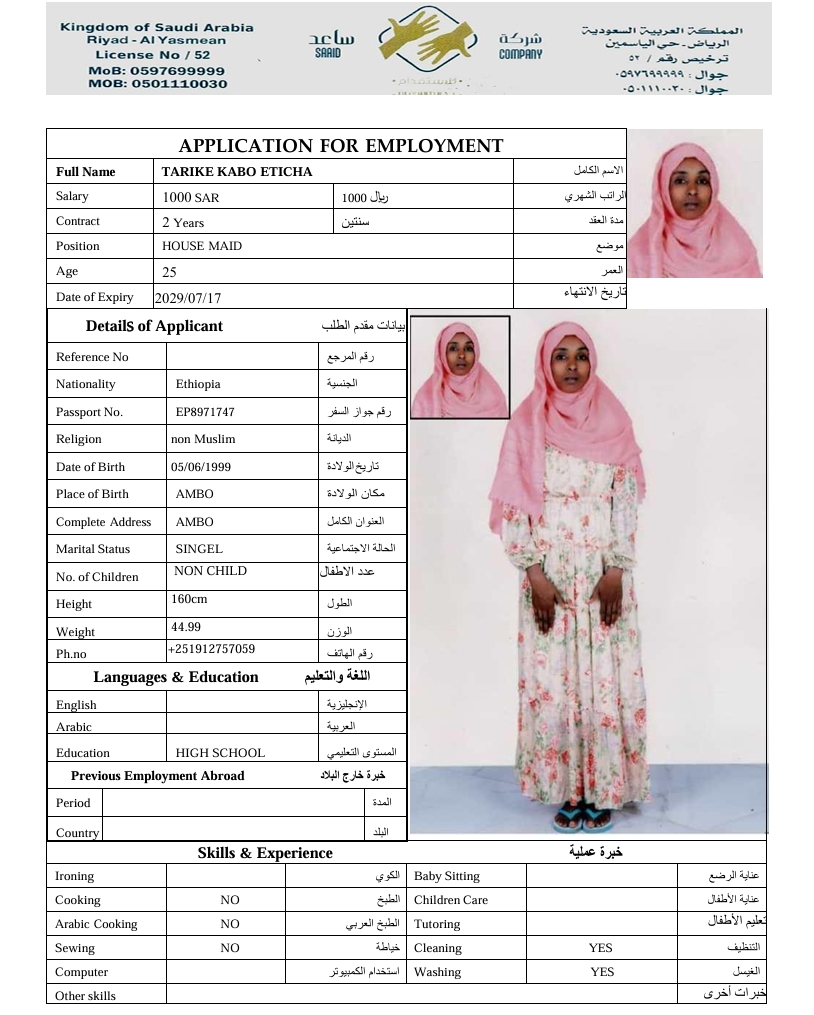 Kingdom of Saudi Arabia
Riyad - Al Yasmean
License No / 52
MoB: 0597699999
MOB: 0501110030
ساعد
SAAID
شركة
COMPANY
للاستقدام
المملكة العربية السعودية
الرياض - حي الياسمين
ترخيص رقم / ٥٢
جوال : ٠٥٩٧٦٩٩٩٩٩
جوال : ٠٥٠١١١٠٠٣٠
APPLICATION FOR EMPLOYMENT
Full Name TARIKE KABO ETICHA الاسم الكامل
Salary 1000 SAR 1000 ريال الراتب الشهري
Contract 2 Years سنتين مدة العقد
Position HOUSE MAID موضع
Age 25 العمر
Date of Expiry 2029/07/17 تاريخ الانتهاء
Details of Applicant بيانات مقدم الطلب
Reference No رقم المرجع
Nationality Ethiopia الجنسية
Passport No. EP8971747 رقم جواز السفر
Religion non Muslim الديانة
Date of Birth 05/06/1999 تاريخ الولادة
Place of Birth AMBO مكان الولادة
Complete Address AMBO العنوان الكامل
Marital Status SINGEL الحالة الاجتماعية
No. of Children NON CHILD عدد الاطفال
Height 160cm الطول
Weight 44.99 الوزن
Ph.no +251912757059 رقم الهاتف
Languages & Education اللغة والتعليم
English الإنجليزية
Arabic العربية
Education HIGH SCHOOL المستوى التعليمي
Previous Employment Abroad خبرة خارج البلاد
Period المدة
Country البلد
Skills & Experience خبرة عملية
Ironing الكوي Baby Sitting عناية الرضع
Cooking NO الطبخ Children Care عناية الأطفال
Arabic Cooking NO الطبخ العربي Tutoring تعليم الأطفال
Sewing NO خياطة Cleaning YES التنظيف
Computer استخدام الكمبيوتر Washing YES الغيسل
Other skills خبرات أخرى